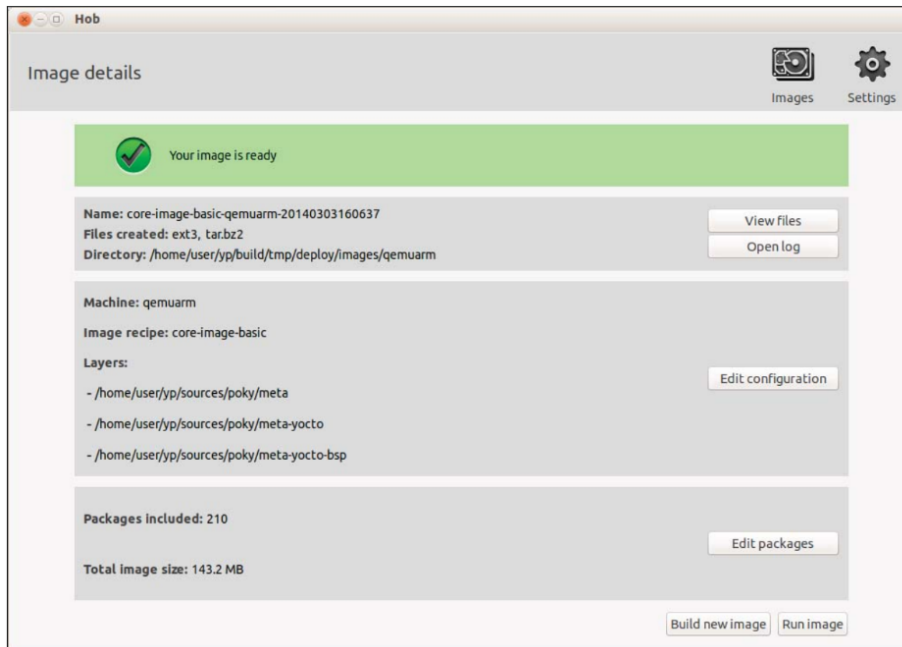 Hob
Image details
Images
Settings
Your image is ready
Name: core-image-basic-qemuarm-20140303160637
Files created: ext3, tar.bz2
Directory: /home/user/yp/build/tmp/deploy/images/qemuarm
View files
Open log
Machine: qemuarm
Image recipe: core-image-basic
Layers:
- /home/user/yp/sources/poky/meta
- /home/user/yp/sources/poky/meta-yocto
- /home/user/yp/sources/poky/meta-yocto-bsp
Edit configuration
Packages included: 210
Total image size: 143.2 MB
Edit packages
Build new image
Run image